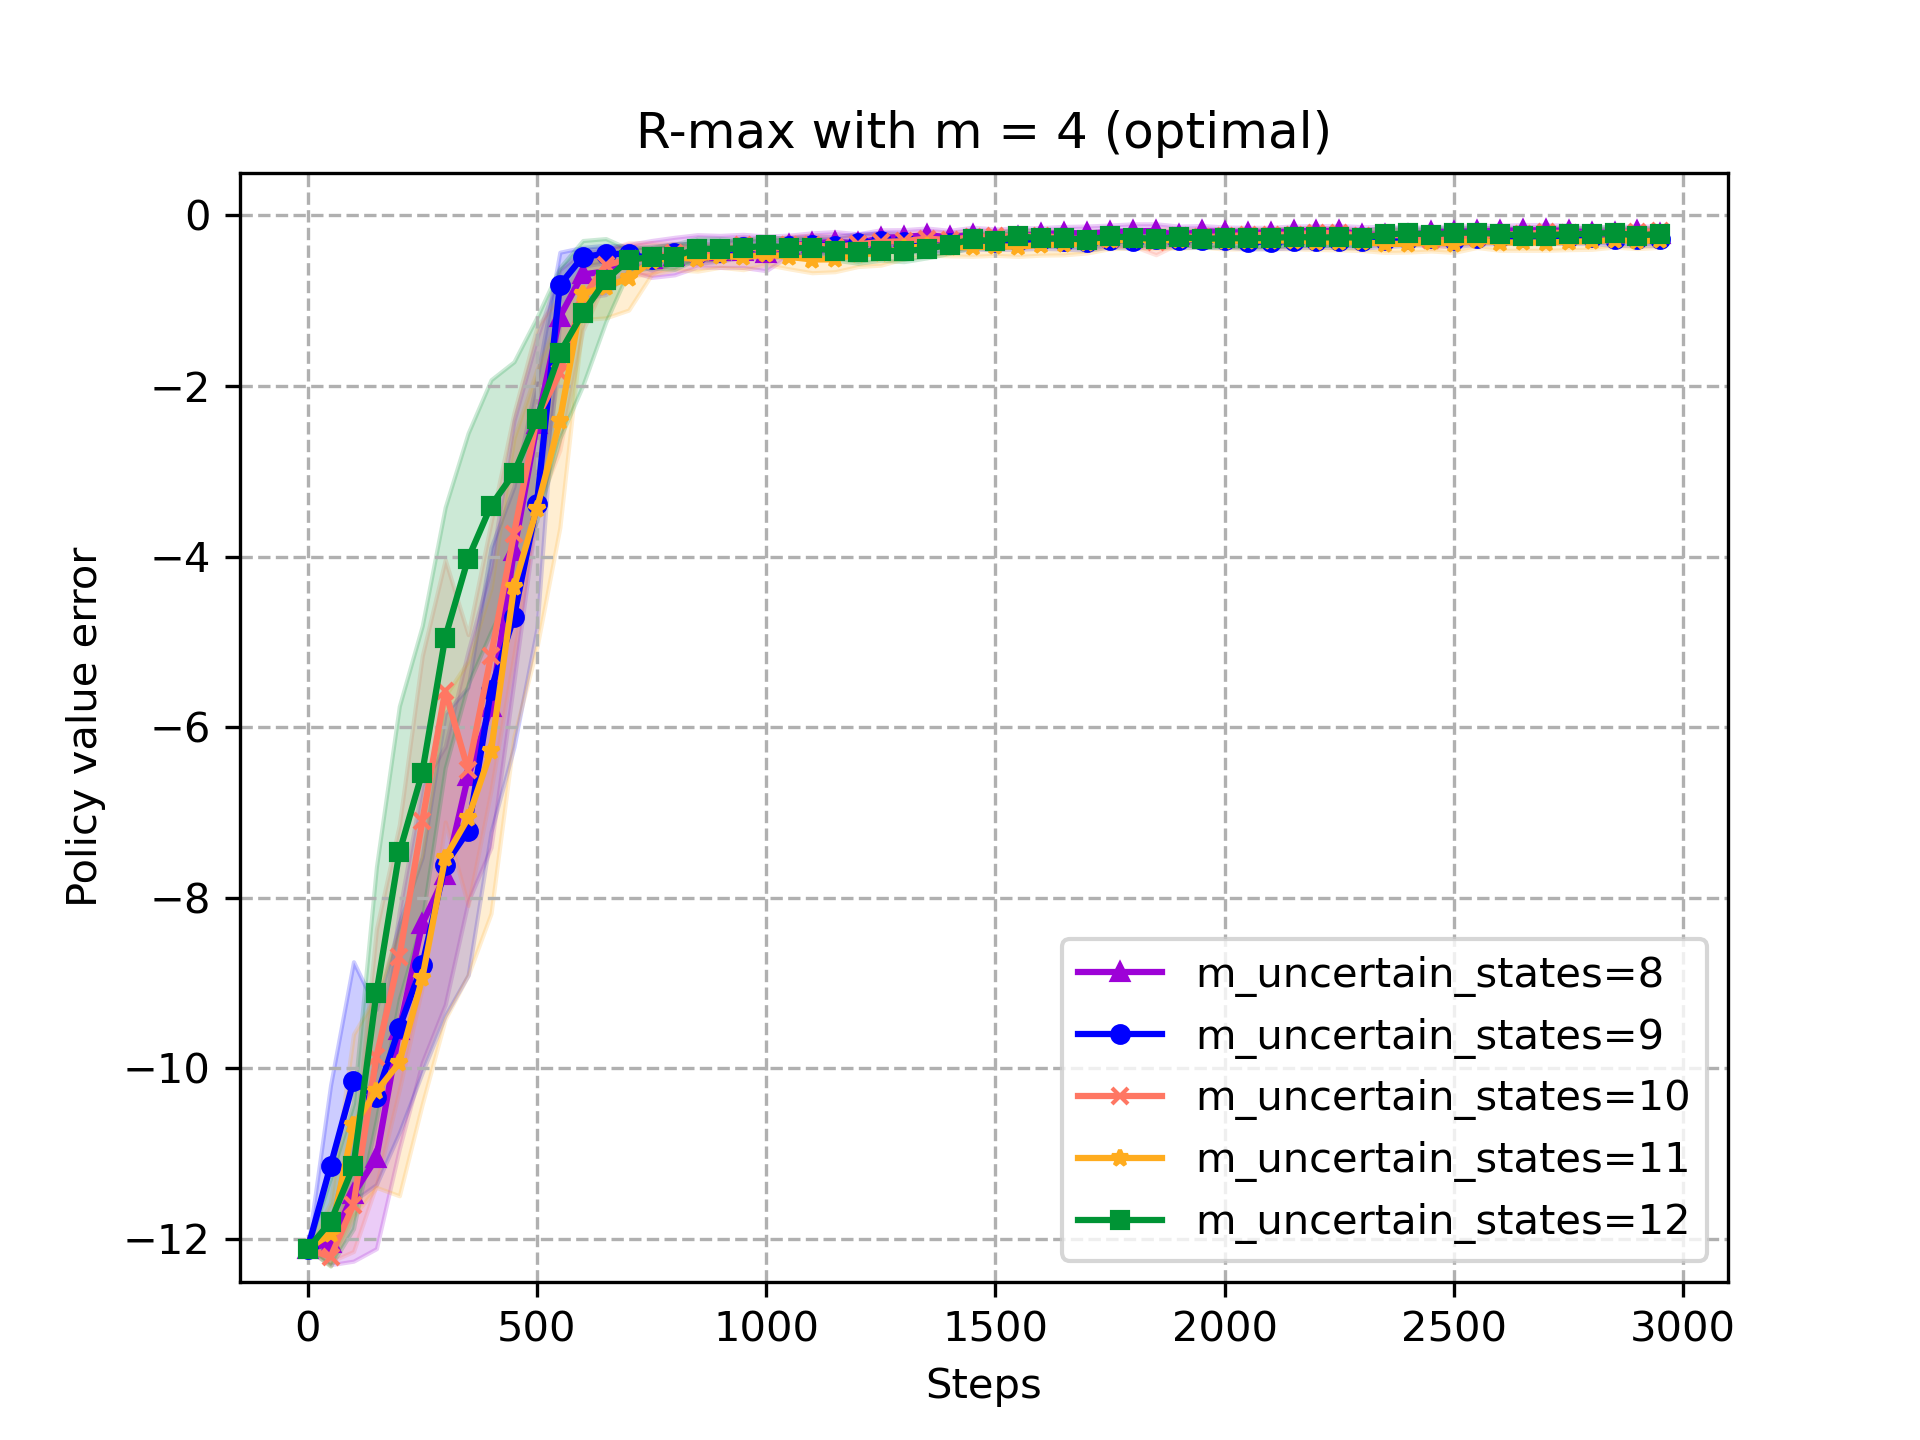 R-max with m = 4 (optimal)
Policy value error
0
−2
−4
−6
−8
−10
−12
m_uncertain_states=8
m_uncertain_states=9
m_uncertain_states=10
m_uncertain_states=11
m_uncertain_states=12
0 500 1000 1500 2000 2500 3000
Steps